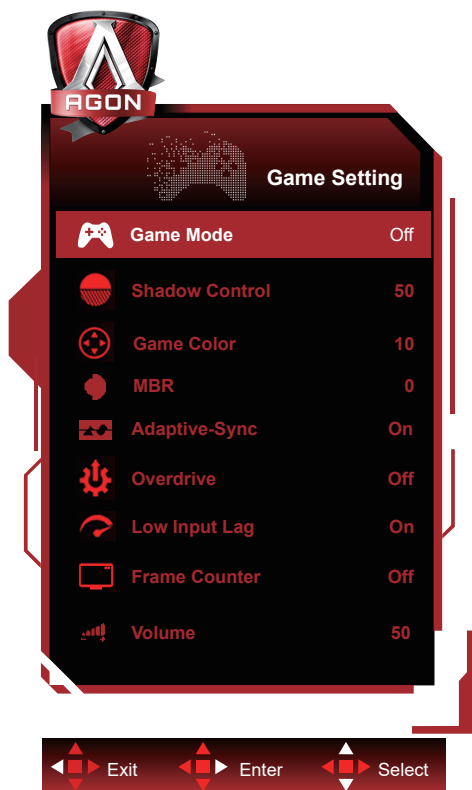 AGON
Game Setting
Game Mode Off
Shadow Control 50
Game Color 10
MBR 0
Adaptive-Sync On
Overdrive Off
Low Input Lag On
Frame Counter Off
Volume 50
Exit Enter Select